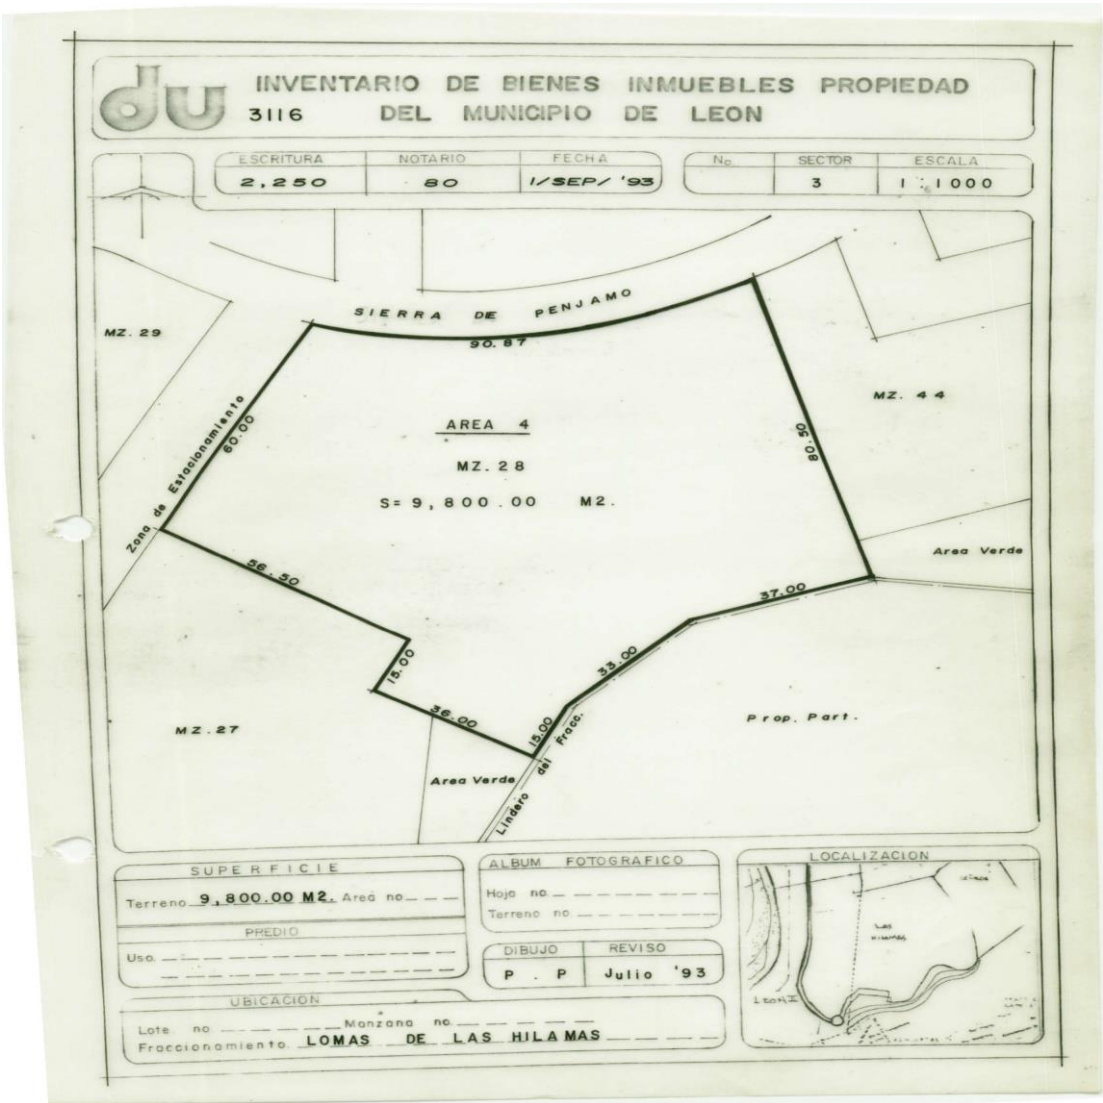 du INVENTARIO DE BIENES INMUEBLES PROPIEDAD
3116 DEL MUNICIPIO DE LEON
ESCRITURA NOTARIO FECHA No. SECTOR ESCALA
2,250 80 1/SEP/ '93 3 1:1000
SIERRA DE PENJAMO
90.87
MZ. 29
MZ. 44
Zona de Estacionamiento
60.00
80.50
AREA 4
MZ. 28
S= 9,800.00 M2.
56.50
Area Verde
37.00
15.00
33.00
36.00
15.00
MZ. 27
Prop. Part.
Area Verde
Lindero del Fracc.
SUPERFICIE
Terreno 9,800.00 M2. Area no.
PREDIO
Uso
ALBUM FOTOGRAFICO
Hoja no.
Terreno no.
DIBUJO REVISO
P. P Julio '93
UBICACION
Lote no Manzana no.
Fraccionamiento LOMAS DE LAS HILAMAS
LOCALIZACION
LAS
HILAMAS
LEON I